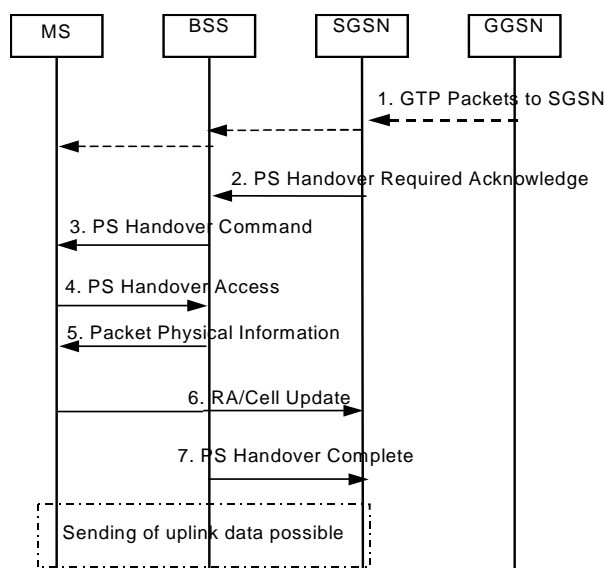 MS
BSS
SGSN
GGSN
1. GTP Packets to SGSN
2. PS Handover Required Acknowledge
3. PS Handover Command
4. PS Handover Access
5. Packet Physical Information
6. RA/Cell Update
7. PS Handover Complete
Sending of uplink data possible